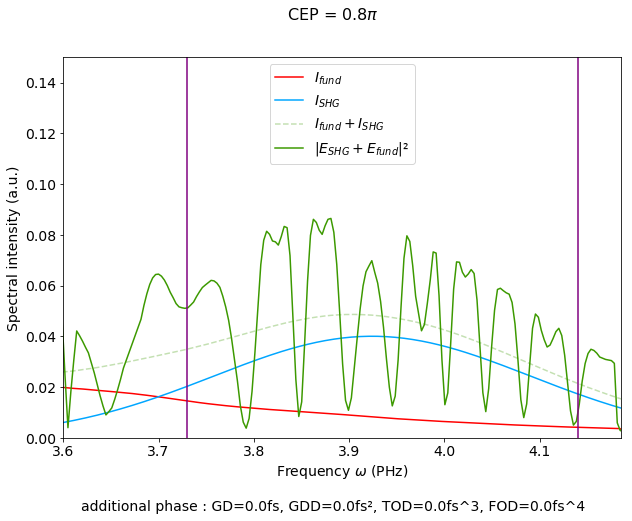 CEP = 0.8π
0.14
0.12
0.10
0.08
0.06
0.04
0.02
0.00
Spectral intensity (a.u.)
I_fund
I_SHG
I_fund + I_SHG
|E_SHG + E_fund|²
3.6 3.7 3.8 3.9 4.0 4.1
Frequency ω (PHz)
additional phase : GD=0.0fs, GDD=0.0fs², TOD=0.0fs^3, FOD=0.0fs^4